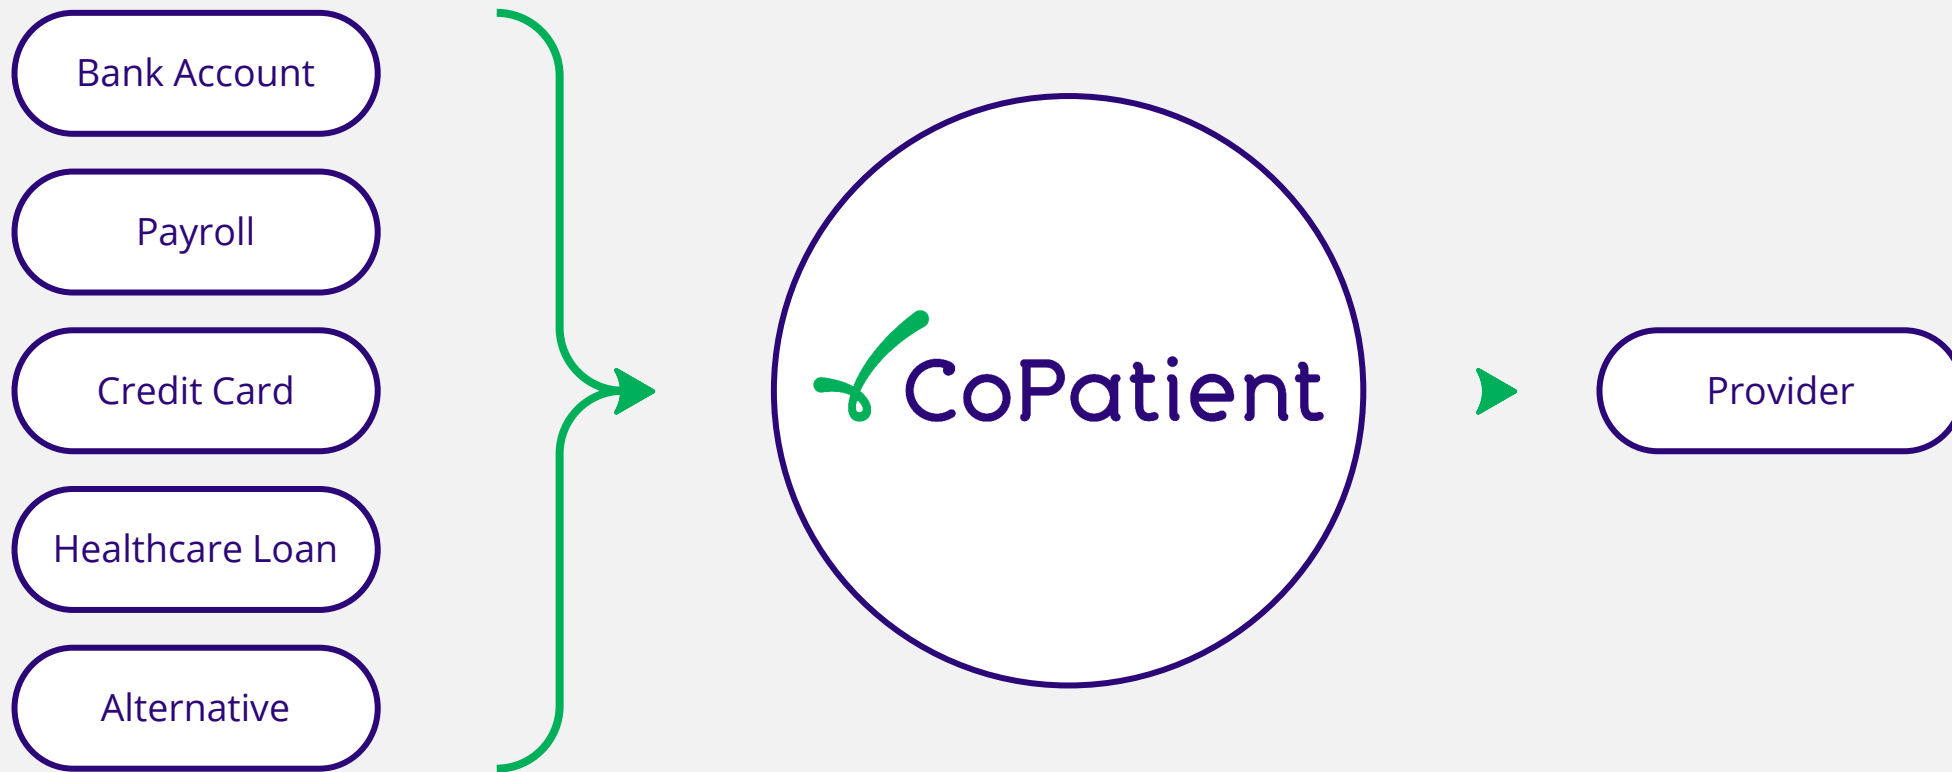 Bank Account
Payroll
Credit Card
Healthcare Loan
Alternative
CoPatient
Provider